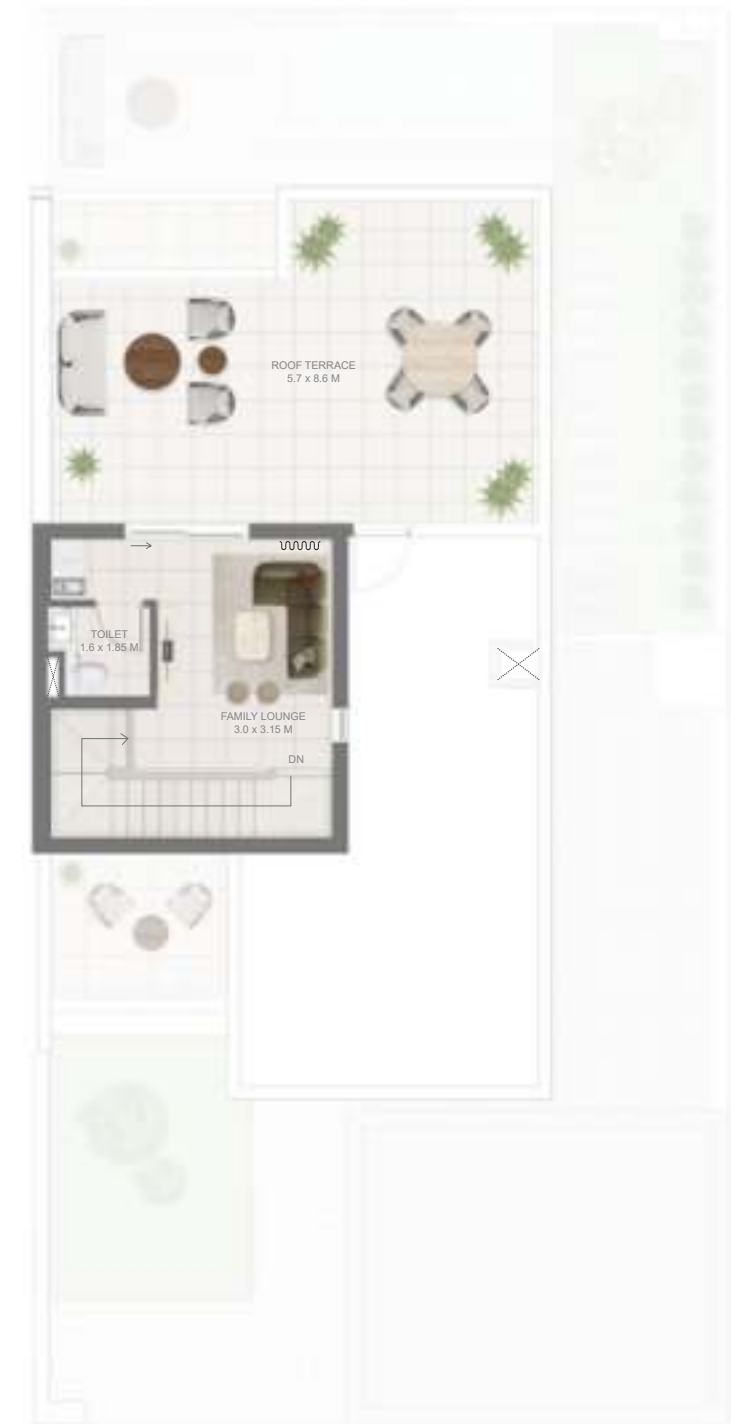 ROOF TERRACE
5.7 x 8.6 M
TOILET
1.6 x 1.85 M
FAMILY LOUNGE
3.0 x 3.15 M
DN